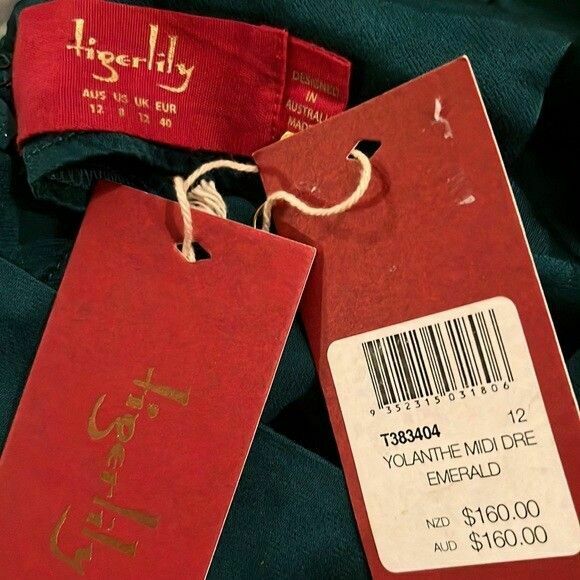 tigerlily
AUS US UK EUR
12 8 12 40
DESIGNED
IN
AUSTRALIA
MADE
tigerlily
9 352315 031806
T383404 12
YOLANTHE MIDI DRE
EMERALD
NZD $160.00
AUD $160.00